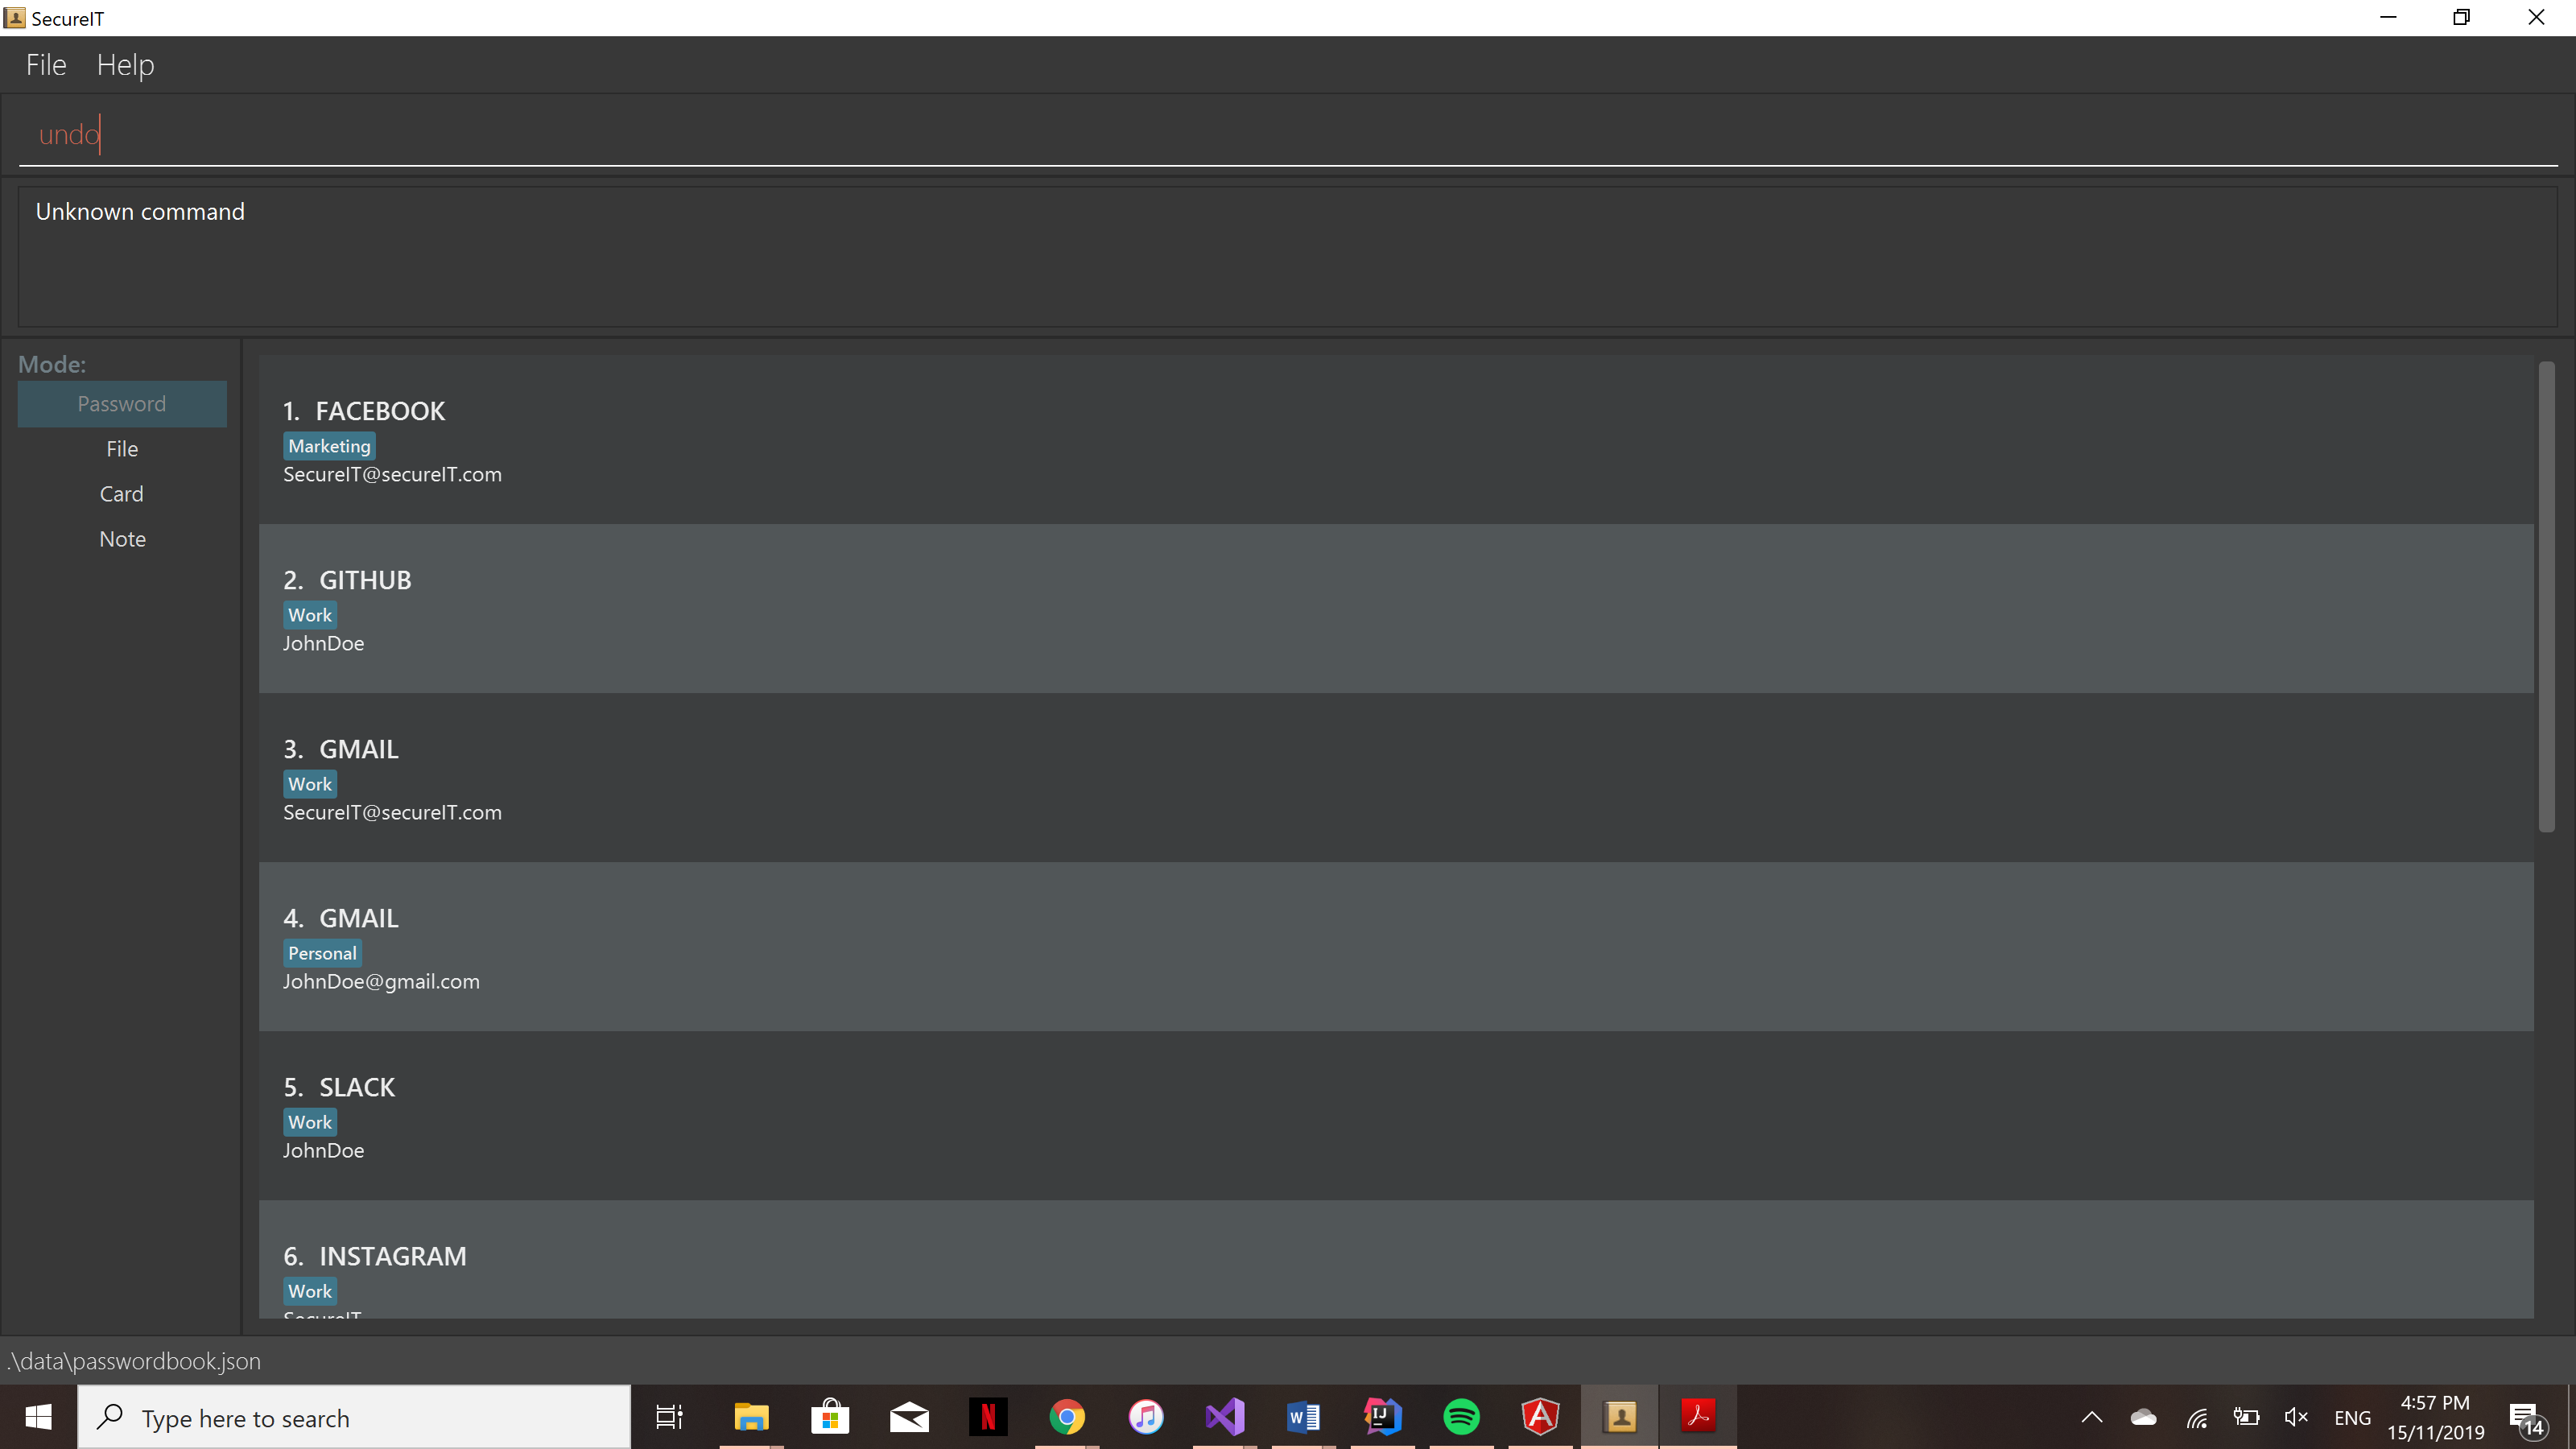 SecureIT
File Help
undo
Unknown command
Mode:
Password
File
Card
Note
1. FACEBOOK
Marketing
SecureIT@secureIT.com
2. GITHUB
Work
JohnDoe
3. GMAIL
Work
SecureIT@secureIT.com
4. GMAIL
Personal
JohnDoe@gmail.com
5. SLACK
Work
JohnDoe
6. INSTAGRAM
Work
SecureIT
.\data\passwordbook.json
Type here to search
ENG
4:57 PM
15/11/2019
14